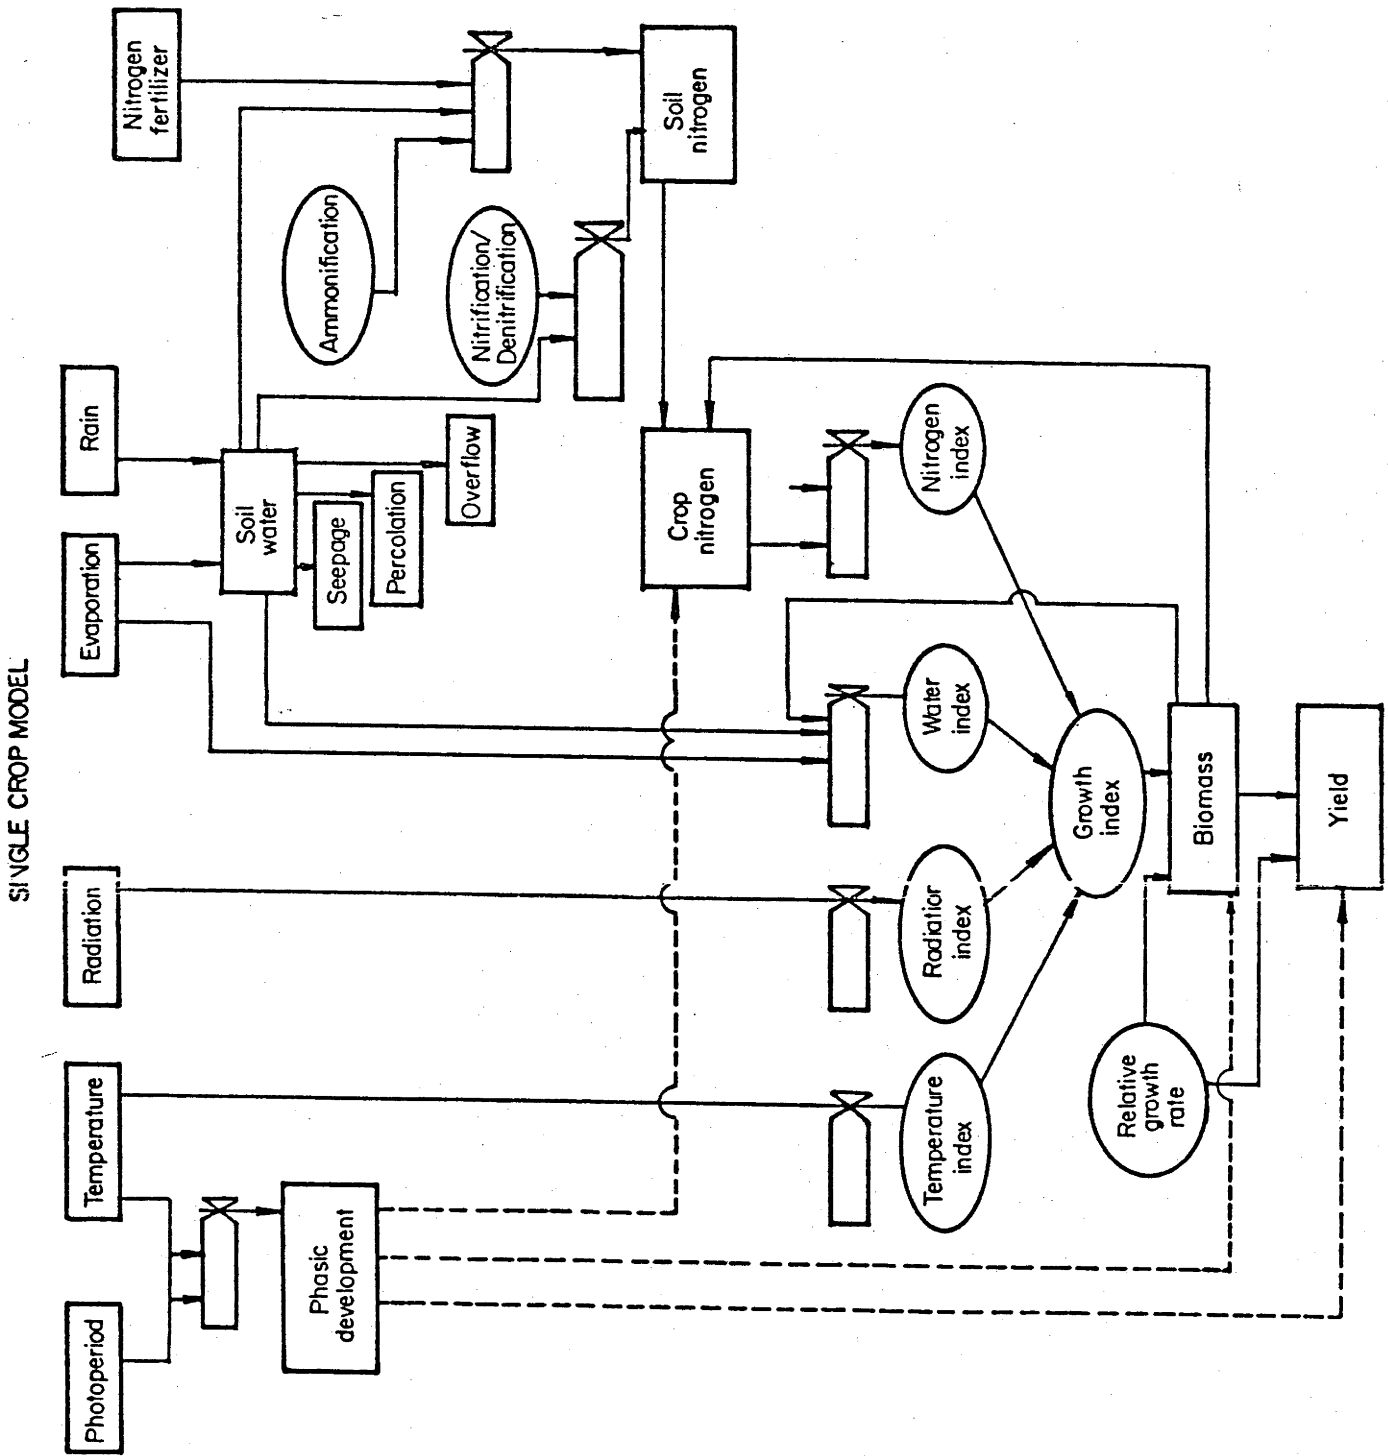 SINGLE CROP MODEL
Photoperiod
Temperature
Radiation
Evaporation
Rain
Nitrogen
fertilizer
Soil
water
Seepage
Percolation
Overflow
Ammonification
Nitrification/
Denitrification
Soil
nitrogen
Phasic
development
Crop
nitrogen
Temperature
index
Radiation
index
Water
index
Nitrogen
index
Growth
index
Relative
growth
rate
Biomass
Yield